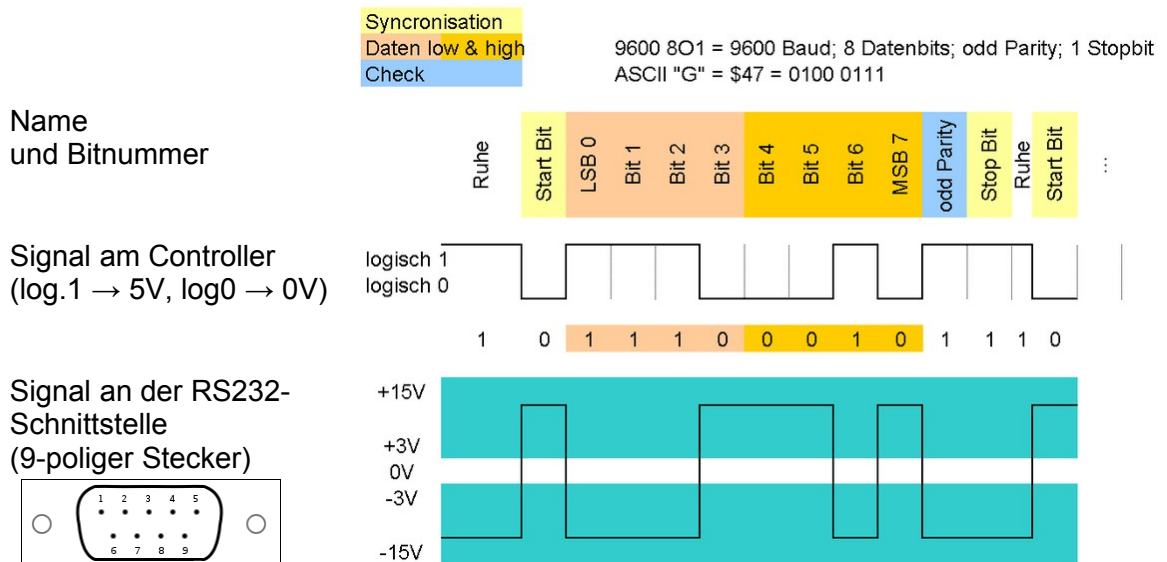 Syncronisation
Daten low & high
Check
9600 8O1 = 9600 Baud; 8 Datenbits; odd Parity; 1 Stopbit
ASCII "G" = $47 = 0100 0111
Name
und Bitnummer
Ruhe
Start Bit
LSB 0
Bit 1
Bit 2
Bit 3
Bit 4
Bit 5
Bit 6
MSB 7
odd Parity
Stop Bit
Ruhe
Start Bit
...
Signal am Controller
(log.1 → 5V, log0 → 0V)
logisch 1
logisch 0
1 0 1 1 1 0 0 0 1 0 1 1 1 0
Signal an der RS232-
Schnittstelle
(9-poliger Stecker)
+15V
+3V
0V
-3V
-15V
1 2 3 4 5
6 7 8 9